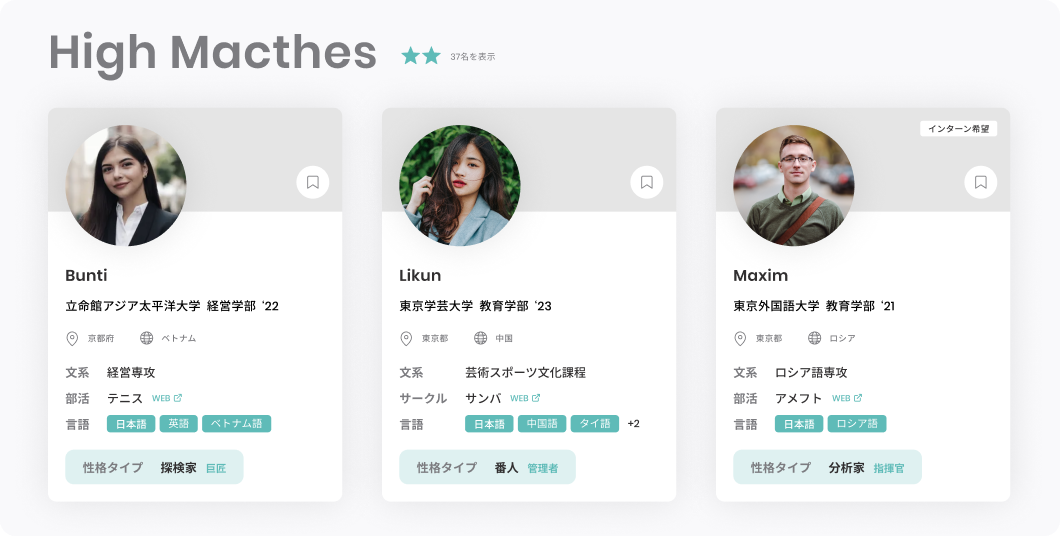 High Macthes
37名を表示
Bunti
立命館アジア太平洋大学 経営学部 '22
京都府 ベトナム
文系 経営専攻
部活 テニス WEB
言語 日本語 英語 ベトナム語
性格タイプ 探検家 巨匠
Likun
東京学芸大学 教育学部 '23
東京都 中国
文系 芸術スポーツ文化課程
サークル サンバ WEB
言語 日本語 中国語 タイ語 +2
性格タイプ 番人 管理者
インターン希望
Maxim
東京外国語大学 教育学部 '21
東京都 ロシア
文系 ロシア語専攻
部活 アメフト WEB
言語 日本語 ロシア語
性格タイプ 分析家 指揮官